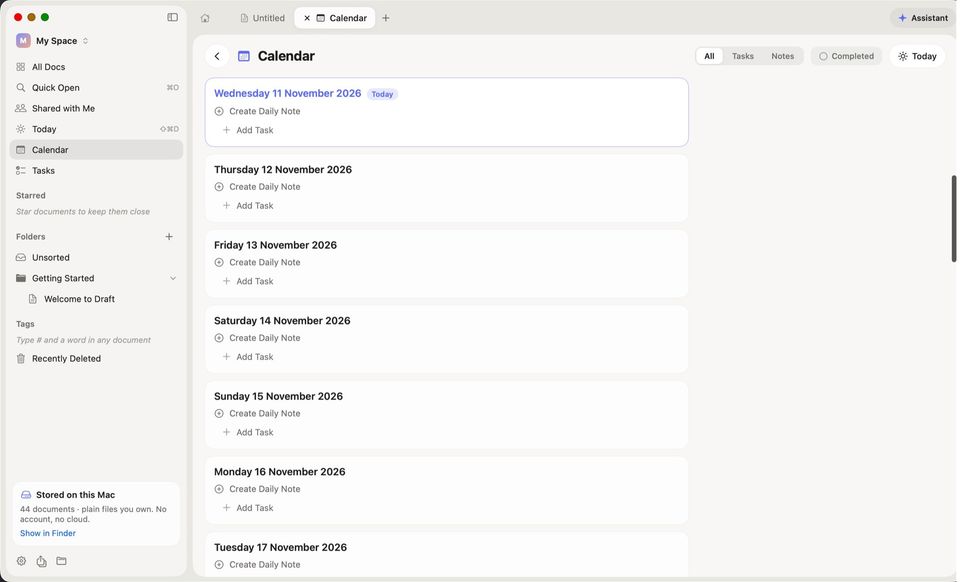 My Space
All Docs
Quick Open ⌘O
Shared with Me
Today ⇧⌘D
Calendar
Tasks
Starred
Star documents to keep them close
Folders
Unsorted
Getting Started
Welcome to Draft
Tags
Type # and a word in any document
Recently Deleted
Stored on this Mac
44 documents · plain files you own. No
account, no cloud.
Show in Finder
Untitled
Calendar
Assistant
Calendar
All Tasks Notes
Completed
Today
Wednesday 11 November 2026 Today
Create Daily Note
Add Task
Thursday 12 November 2026
Create Daily Note
Add Task
Friday 13 November 2026
Create Daily Note
Add Task
Saturday 14 November 2026
Create Daily Note
Add Task
Sunday 15 November 2026
Create Daily Note
Add Task
Monday 16 November 2026
Create Daily Note
Add Task
Tuesday 17 November 2026
Create Daily Note